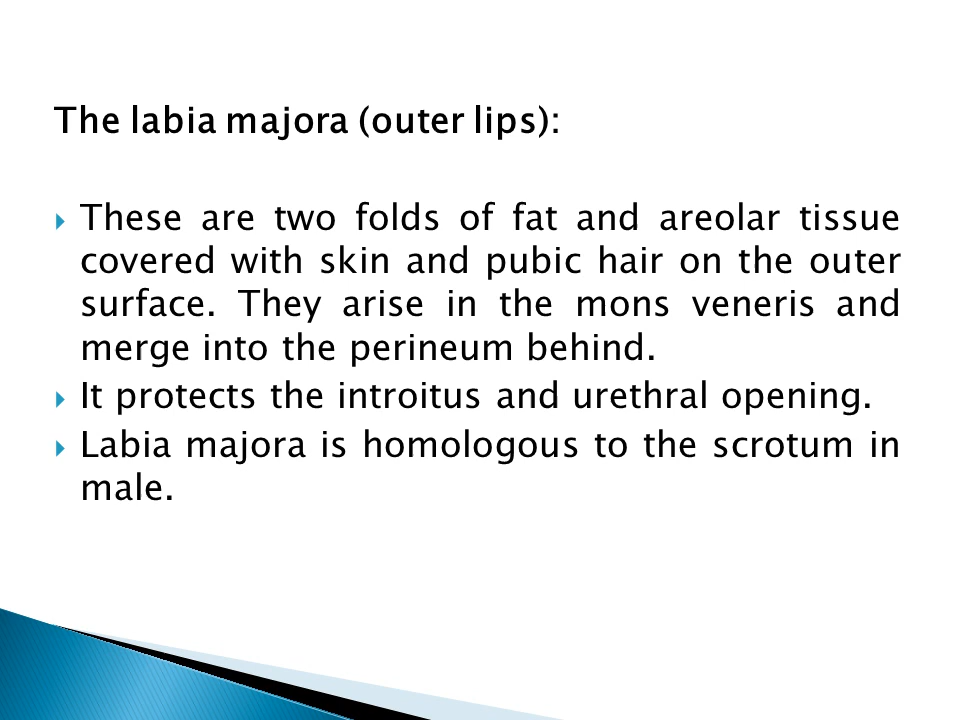 The labia majora (outer lips):
These are two folds of fat and areolar tissue
covered with skin and pubic hair on the outer
surface. They arise in the mons veneris and
merge into the perineum behind.
It protects the introitus and urethral opening.
Labia majora is homologous to the scrotum in
male.